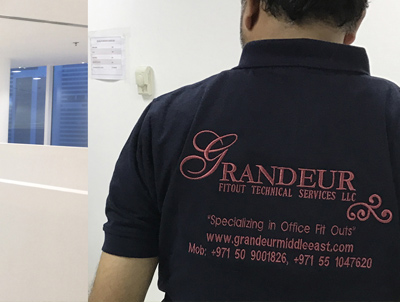 GRANDEUR
FITOUT TECHNICAL SERVICES LLC
"Specializing in Office Fit Outs"
www.grandeurmiddleeast.com
Mob: +971 50 9001826, +971 55 1047620